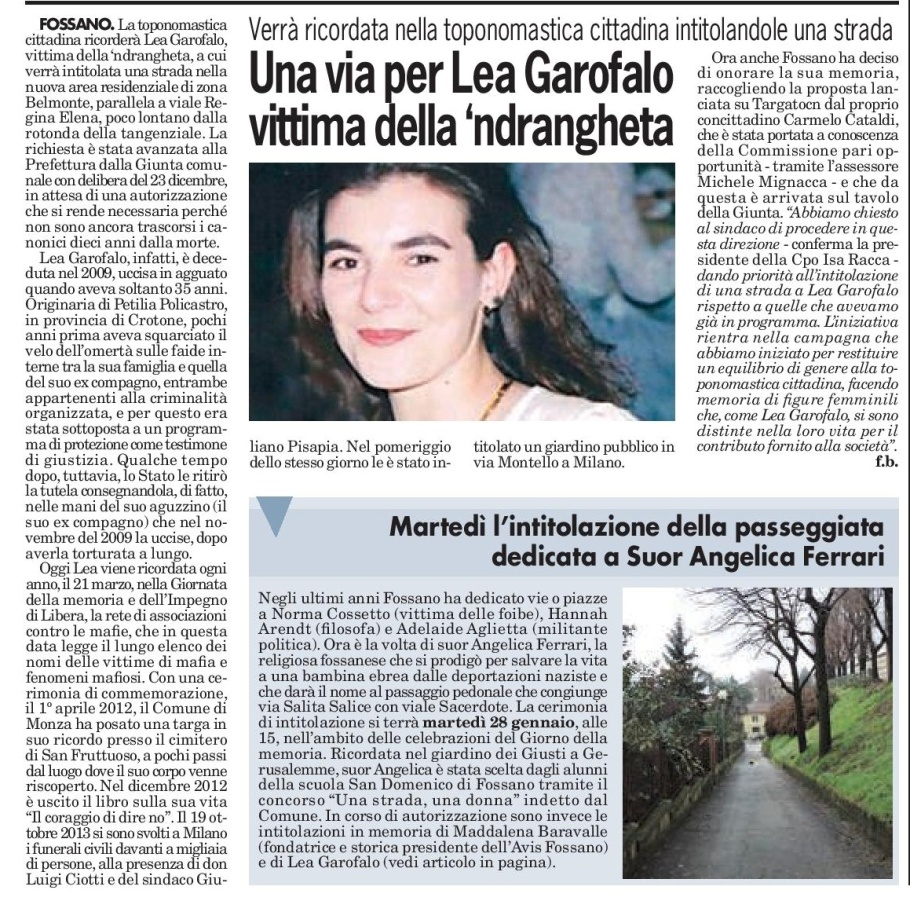 Verrà ricordata nella toponomastica cittadina intitolandole una strada
Una via per Lea Garofalo
vittima della ‘ndrangheta
FOSSANO. La toponomastica
cittadina ricorderà Lea Garofalo,
vittima della ‘ndrangheta, a cui
verrà intitolata una strada nella
nuova area residenziale di zona
Belmonte, parallela a viale Re-
gina Elena, poco lontano dalla
rotonda della tangenziale. La
richiesta è stata avanzata alla
Prefettura dalla Giunta comu-
nale con delibera del 23 dicembre,
in attesa di una autorizzazione
che si rende necessaria perché
non sono ancora trascorsi i ca-
nonici dieci anni dalla morte.
Lea Garofalo, infatti, è dece-
duta nel 2009, uccisa in agguato
quando aveva soltanto 35 anni.
Originaria di Petilia Policastro,
in provincia di Crotone, pochi
anni prima aveva squarciato il
velo dell’omertà sulle faide in-
terne tra la sua famiglia e quella
del suo ex compagno, entrambe
appartenenti alla criminalità
organizzata, e per questo era
stata sottoposta a un program-
ma di protezione come testimone
di giustizia. Qualche tempo
dopo, tuttavia, lo Stato le ritirò
la tutela consegnandola, di fatto,
nelle mani del suo aguzzino (il
suo ex compagno) che nel no-
vembre del 2009 la uccise, dopo
averla torturata a lungo.
Oggi Lea viene ricordata ogni
anno, il 21 marzo, nella Giornata
della memoria e dell’Impegno
di Libera, la rete di associazioni
contro le mafie, che in questa
data legge il lungo elenco dei
nomi delle vittime di mafia e
fenomeni mafiosi. Con una ce-
rimonia di commemorazione,
il 1º aprile 2012, il Comune di
Monza ha posato una targa in
suo ricordo presso il cimitero
di San Fruttuoso, a pochi passi
dal luogo dove il suo corpo venne
riscoperto. Nel dicembre 2012
è uscito il libro sulla sua vita
“Il coraggio di dire no”. Il 19 ot-
tobre 2013 si sono svolti a Milano
i funerali civili davanti a migliaia
di persone, alla presenza di don
Luigi Ciotti e del sindaco Giu-
liano Pisapia. Nel pomeriggio
dello stesso giorno le è stato in-
titolato un giardino pubblico in
via Montello a Milano.
Ora anche Fossano ha deciso
di onorare la sua memoria,
raccogliendo la proposta lan-
ciata su Targatocn dal proprio
concittadino Carmelo Cataldi,
che è stata portata a conoscenza
della Commissione pari op-
portunità - tramite l’assessore
Michele Mignacca - e che da
questa è arrivata sul tavolo
della Giunta. “Abbiamo chiesto
al sindaco di procedere in que-
sta direzione - conferma la pre-
sidente della Cpo Isa Racca -
dando priorità all’intitolazione
di una strada a Lea Garofalo
rispetto a quelle che avevamo
già in programma. L’iniziativa
rientra nella campagna che
abbiamo iniziato per restituire
un equilibrio di genere alla to-
ponomastica cittadina, facendo
memoria di figure femminili
che, come Lea Garofalo, si sono
distinte nella loro vita per il
contributo fornito alla società”.
f.b.
Martedì l’intitolazione della passeggiata
dedicata a Suor Angelica Ferrari
Negli ultimi anni Fossano ha dedicato vie o piazze
a Norma Cossetto (vittima delle foibe), Hannah
Arendt (filosofa) e Adelaide Aglietta (militante
politica). Ora è la volta di suor Angelica Ferrari, la
religiosa fossanese che si prodigò per salvare la vita
a una bambina ebrea dalle deportazioni naziste e
che darà il nome al passaggio pedonale che congiunge
via Salita Salice con viale Sacerdote. La cerimonia
di intitolazione si terrà martedì 28 gennaio, alle
15, nell’ambito delle celebrazioni del Giorno della
memoria. Ricordata nel giardino dei Giusti a Ge-
rusalemme, suor Angelica è stata scelta dagli alunni
della scuola San Domenico di Fossano tramite il
concorso “Una strada, una donna” indetto dal
Comune. In corso di autorizzazione sono invece le
intitolazioni in memoria di Maddalena Baravalle
(fondatrice e storica presidente dell’Avis Fossano)
e di Lea Garofalo (vedi articolo in pagina).